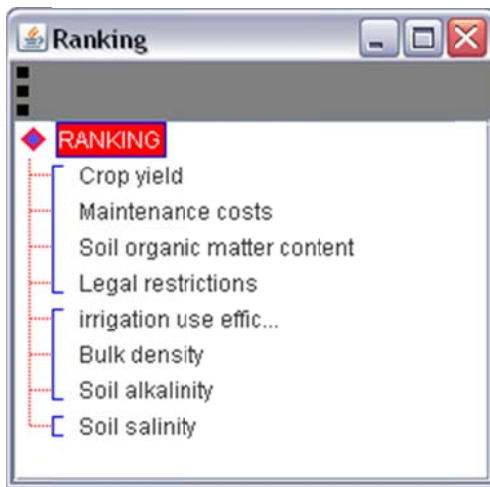 Ranking
RANKING
Crop yield
Maintenance costs
Soil organic matter content
Legal restrictions
irrigation use effic...
Bulk density
Soil alkalinity
Soil salinity